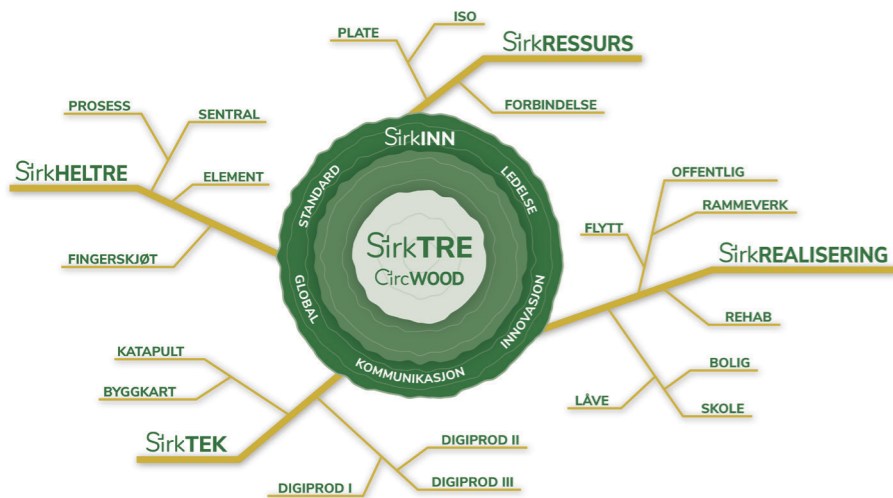 ISO
PLATE
SirkRESSURS
FORBINDELSE
PROSESS
SENTRAL
SirkHELTRE
ELEMENT
FINGERSKJØT
SirkINN
STANDARD
LEDELSE
SirkTRE
CircWOOD
GLOBAL
INNOVASJON
KOMMUNIKASJON
OFFENTLIG
RAMMEVERK
FLYTT
SirkREALISERING
REHAB
BOLIG
LÅVE
SKOLE
KATAPULT
BYGGKART
SirkTEK
DIGIPROD II
DIGIPROD I
DIGIPROD III